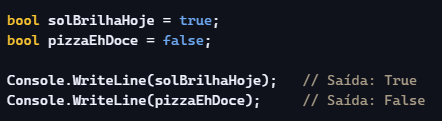 bool solBrilhaHoje = true;
bool pizzaEhDoce = false;
Console.WriteLine(solBrilhaHoje);   // Saída: True
Console.WriteLine(pizzaEhDoce);     // Saída: False